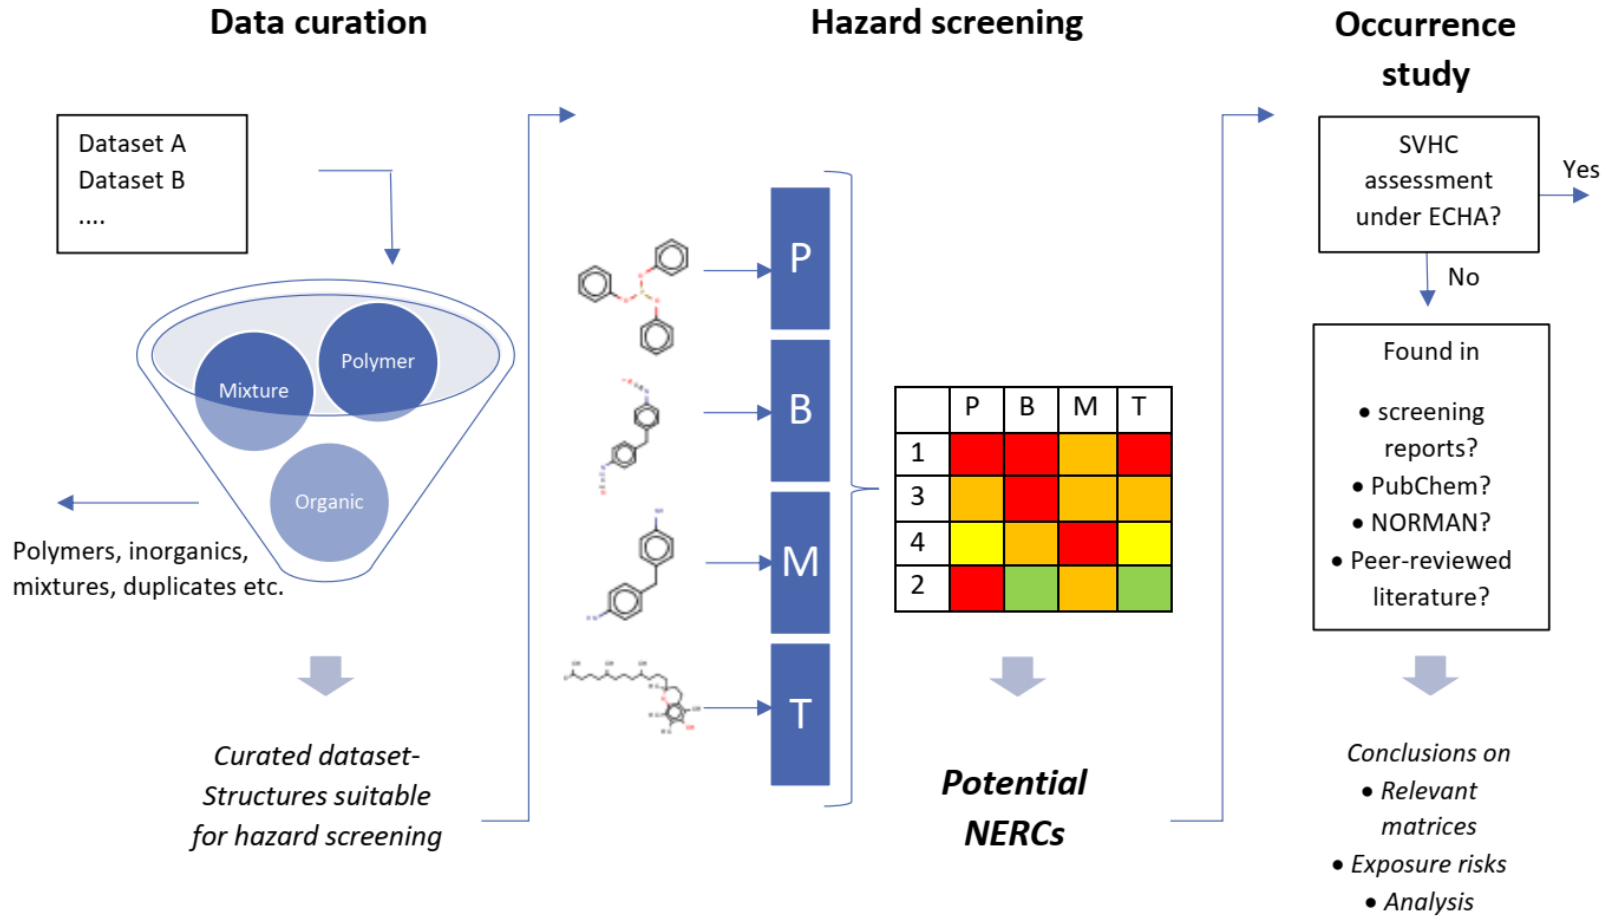 Data curation
Dataset A
Dataset B
....
Mixture
Polymer
Organic
Polymers, inorganics,
mixtures, duplicates etc.
Curated dataset-
Structures suitable
for hazard screening
Hazard screening
P
B
M
T
P B M T
1
3
4
2
Potential
NERCs
Occurrence
study
SVHC
assessment
under ECHA?
Yes
No
Found in
• screening
reports?
• PubChem?
• NORMAN?
• Peer-reviewed
literature?
Conclusions on
• Relevant
matrices
• Exposure risks
• Analysis